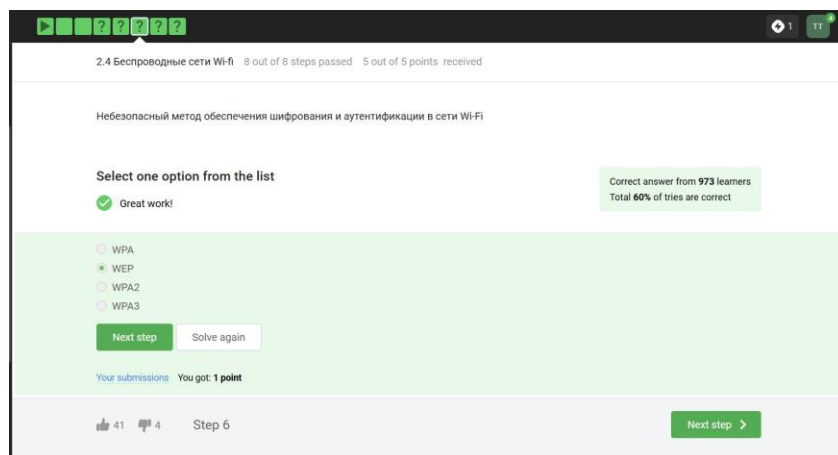 ? ? ? ? ?
1
TT
4
2.4 Беспроводные сети Wi-fi 8 out of 8 steps passed 5 out of 5 points received
Небезопасный метод обеспечения шифрования и аутентификации в сети Wi-Fi
Select one option from the list
Great work!
Correct answer from 973 learners
Total 60% of tries are correct
WPA
WEP
WPA2
WPA3
Next step Solve again
Your submissions You got: 1 point
41 4 Step 6 Next step